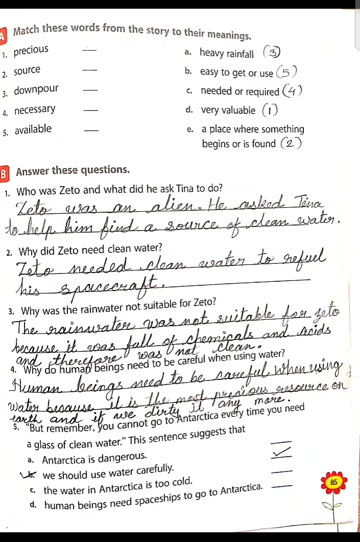 A Match these words from the story to their meanings.
1. precious a. heavy rainfall (3)
2. source b. easy to get or use (5)
3. downpour c. needed or required (4)
4. necessary d. very valuable (1)
5. available e. a place where something
begins or is found (2)
B Answer these questions.
1. Who was Zeto and what did he ask Tina to do?
Zeto was an alien. He asked Tina
to help him find a source of clean water.
2. Why did Zeto need clean water?
Zeto needed clean water to refuel
his spacecraft.
3. Why was the rainwater not suitable for Zeto?
The rainwater was not suitable for zeto
because it was full of chemicals and acids
and therefore was not clean.
4. Why do human beings need to be careful when using water?
Human beings need to be careful when using
water because it is the most precious resource on
earth and if we dirty it any more.
5. "But remember, you cannot go to Antarctica every time you need
a glass of clean water." This sentence suggests that
a. Antarctica is dangerous.
b. we should use water carefully.
c. the water in Antarctica is too cold.
d. human beings need spaceships to go to Antarctica.
85